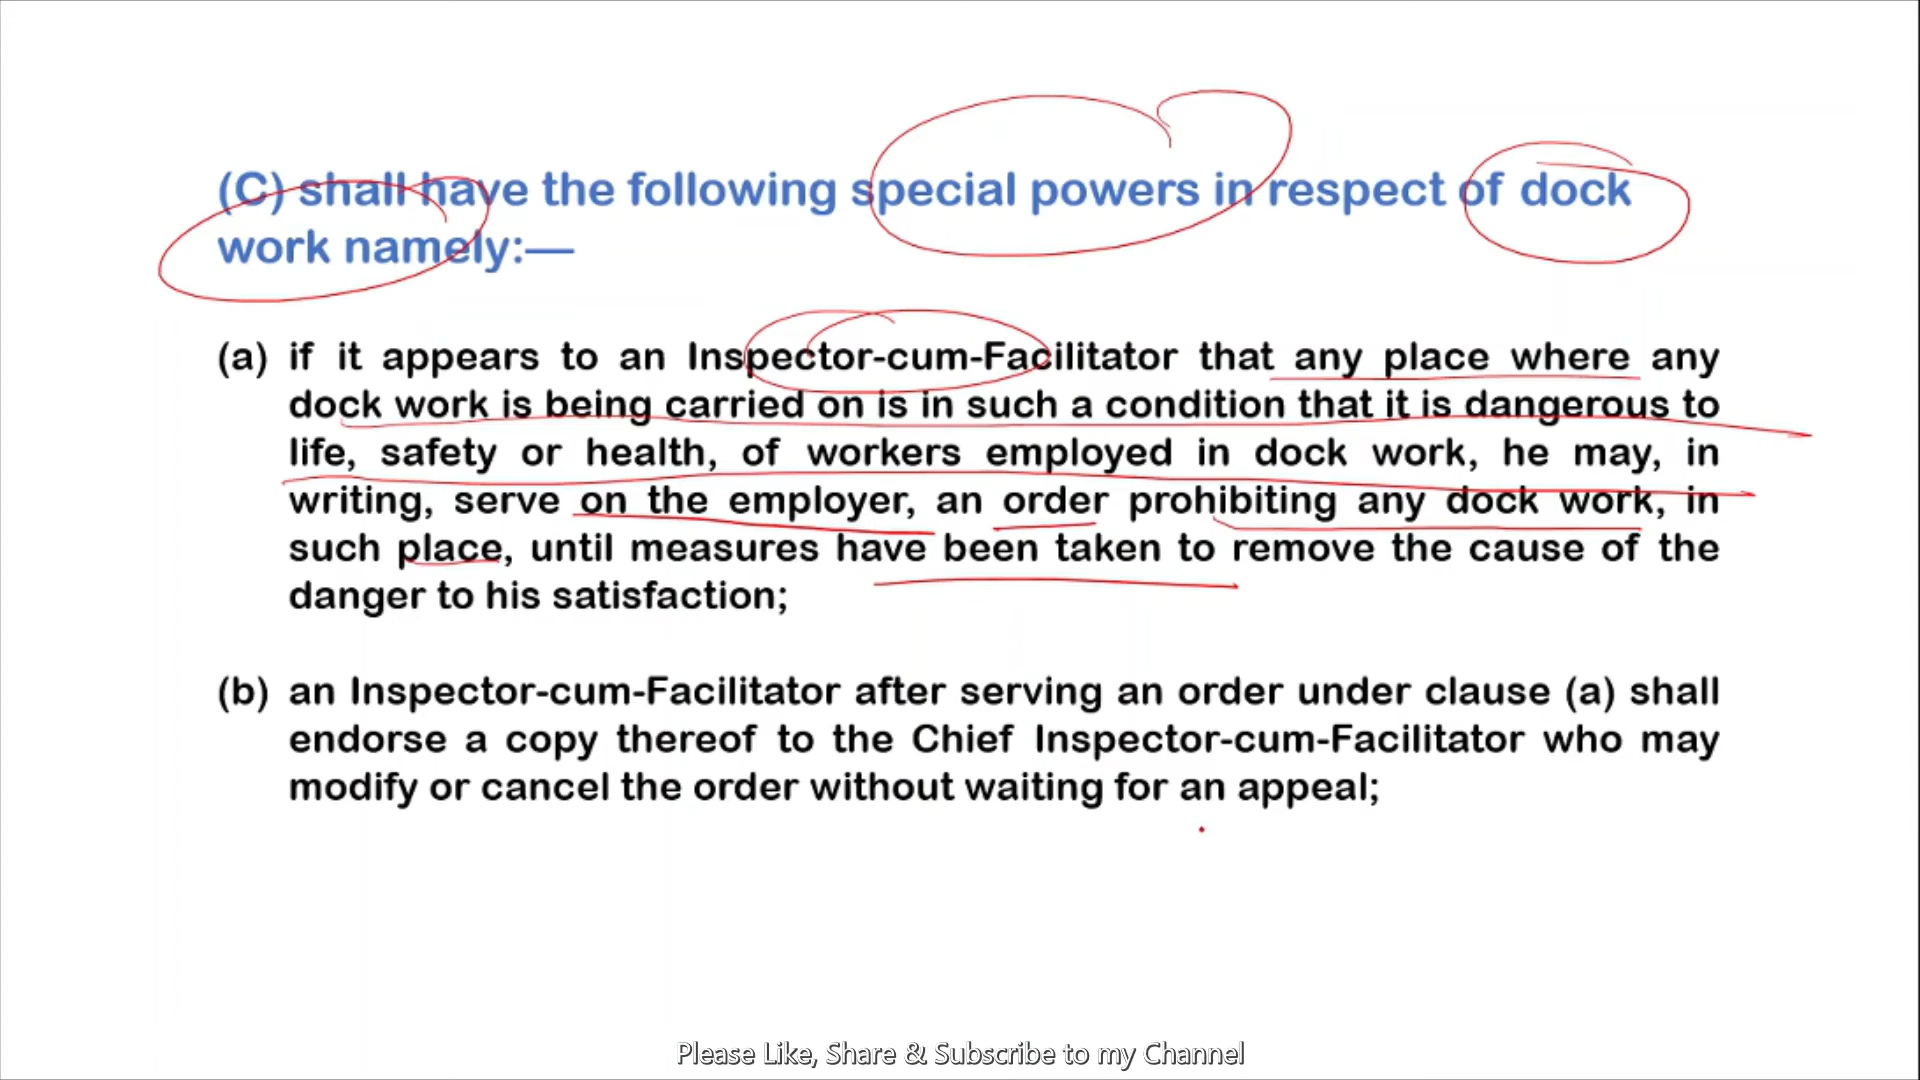 (C) shall have the following special powers in respect of dock
work namely:—
(a) if it appears to an Inspector-cum-Facilitator that any place where any
dock work is being carried on is in such a condition that it is dangerous to
life, safety or health, of workers employed in dock work, he may, in
writing, serve on the employer, an order prohibiting any dock work, in
such place, until measures have been taken to remove the cause of the
danger to his satisfaction;
(b) an Inspector-cum-Facilitator after serving an order under clause (a) shall
endorse a copy thereof to the Chief Inspector-cum-Facilitator who may
modify or cancel the order without waiting for an appeal;
Please Like, Share & Subscribe to my Channel